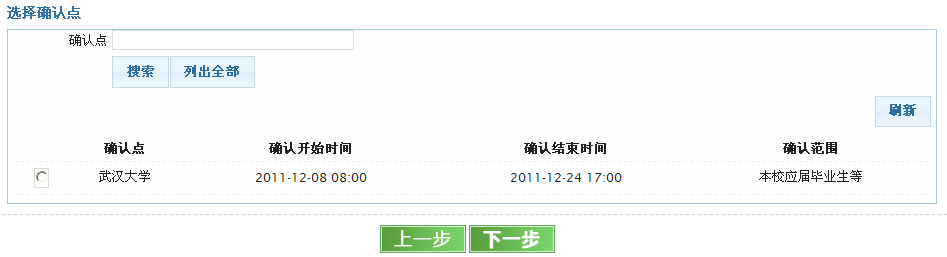 选择确认点
确认点
搜索 列出全部
刷新
确认点 确认开始时间 确认结束时间 确认范围
武汉大学 2011-12-08 08:00 2011-12-24 17:00 本校应届毕业生等
上一步 下一步